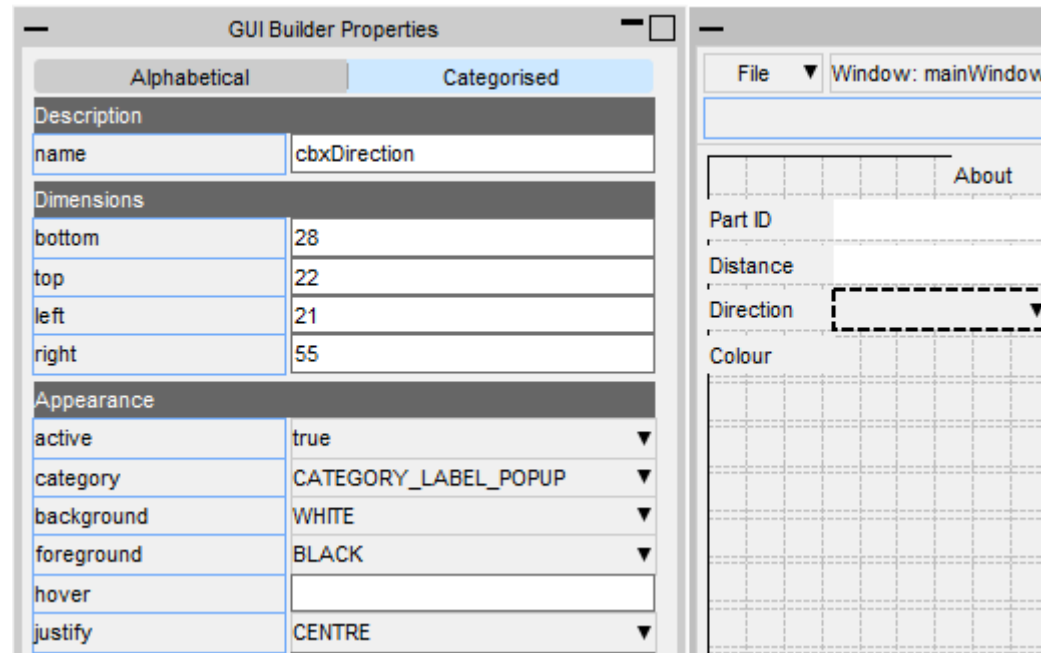 GUI Builder Properties
Alphabetical Categorised
Description
name cbxDirection
Dimensions
bottom 28
top 22
left 21
right 55
Appearance
active true
category CATEGORY_LABEL_POPUP
background WHITE
foreground BLACK
hover
justify CENTRE
File Window: mainWindow
About
Part ID
Distance
Direction
Colour